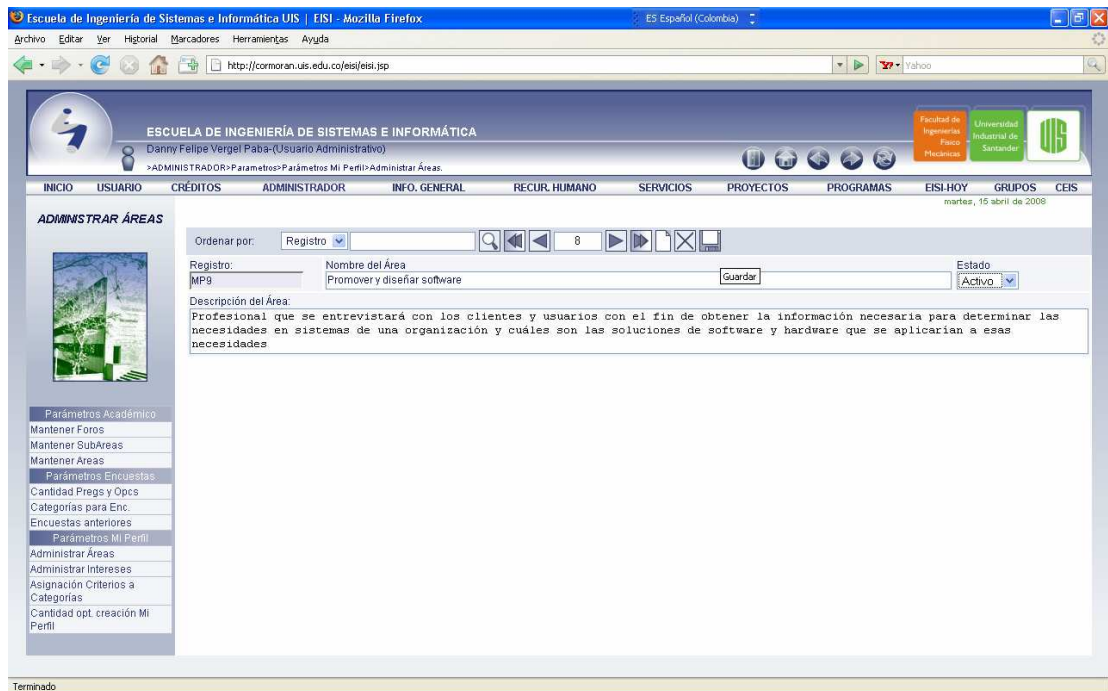 Escuela de Ingeniería de Sistemas e Informática UIS | EISI - Mozilla Firefox
ES Español (Colombia)
Archivo Editar Ver Historial Marcadores Herramientas Ayuda
http://cormoran.uis.edu.co/eisi/eisi.jsp
Yahoo
ESCUELA DE INGENIERÍA DE SISTEMAS E INFORMÁTICA
Danny Felipe Vergel Paba-(Usuario Administrativo)
>ADMINISTRADOR>Parametros>Parámetros Mi Perfil>Administrar Áreas.
Facultad de
Ingenierías
Físico
Mecánicas
Universidad
Industrial de
Santander
UIS
INICIO USUARIO CRÉDITOS ADMINISTRADOR INFO. GENERAL RECUR. HUMANO SERVICIOS PROYECTOS PROGRAMAS EISI-HOY GRUPOS CEIS
martes, 15 abril de 2008
ADMINISTRAR ÁREAS
Ordenar por: Registro 8
Registro: Nombre del Área Estado
MP9 Promover y diseñar software Activo
Guardar
Descripción del Área:
Profesional que se entrevistará con los clientes y usuarios con el fin de obtener la información necesaria para determinar las
necesidades en sistemas de una organización y cuáles son las soluciones de software y hardware que se aplicarían a esas
necesidades
Parámetros Académico
Mantener Foros
Mantener SubAreas
Mantener Areas
Parámetros Encuestas
Cantidad Pregs y Opcs
Categorías para Enc.
Encuestas anteriores
Parámetros Mi Perfil
Administrar Áreas
Administrar Intereses
Asignación Criterios a
Categorías
Cantidad opt. creación Mi
Perfil
Terminado